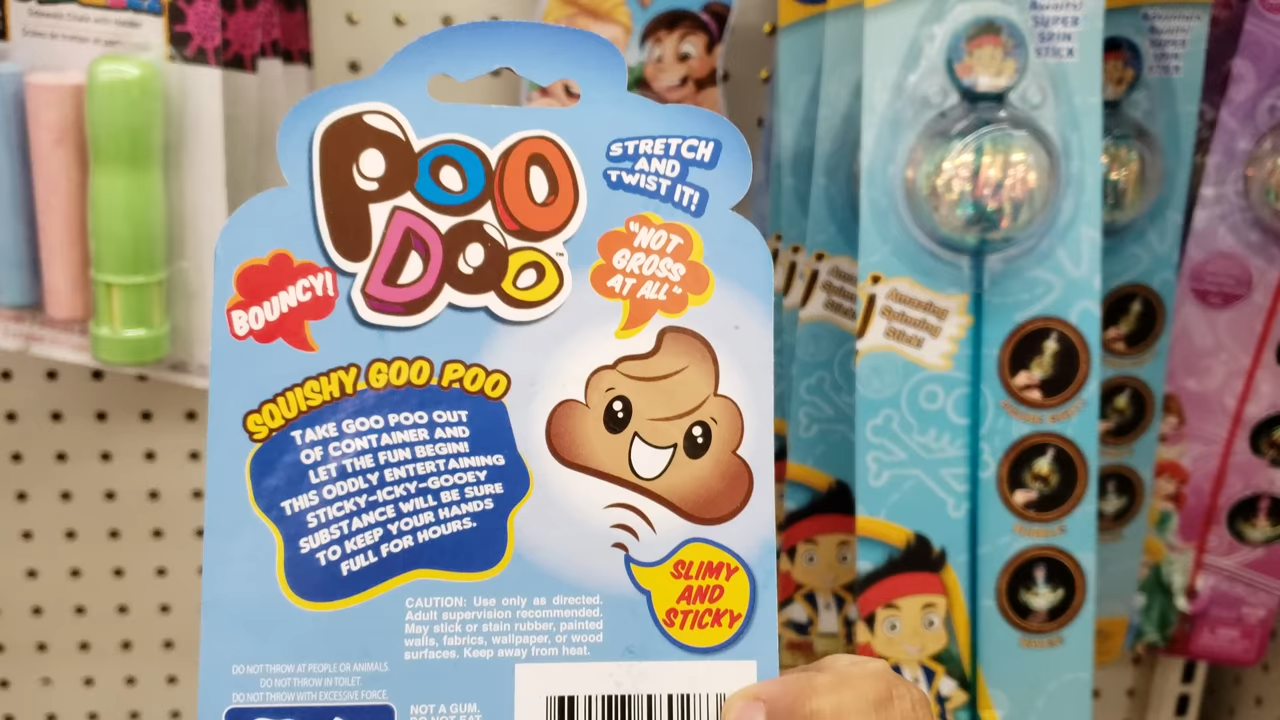 POO
DOO
™
STRETCH
AND
TWIST IT!
BOUNCY!
"NOT
GROSS
AT ALL"
SQUISHY GOO POO
TAKE GOO POO OUT
OF CONTAINER AND
LET THE FUN BEGIN!
THIS ODDLY ENTERTAINING
STICKY-ICKY-GOOEY
SUBSTANCE WILL BE SURE
TO KEEP YOUR HANDS
FULL FOR HOURS.
SLIMY
AND
STICKY
CAUTION: Use only as directed.
Adult supervision recommended.
May stick or stain rubber, painted
walls, fabrics, wallpaper, or wood
surfaces. Keep away from heat.
DO NOT THROW AT PEOPLE OR ANIMALS.
DO NOT THROW IN TOILET.
DO NOT THROW WITH EXCESSIVE FORCE.
NOT A GUM.
DO NOT EAT.
SUPER
SPIN
STICK
Amazing
Spinning
Stick!